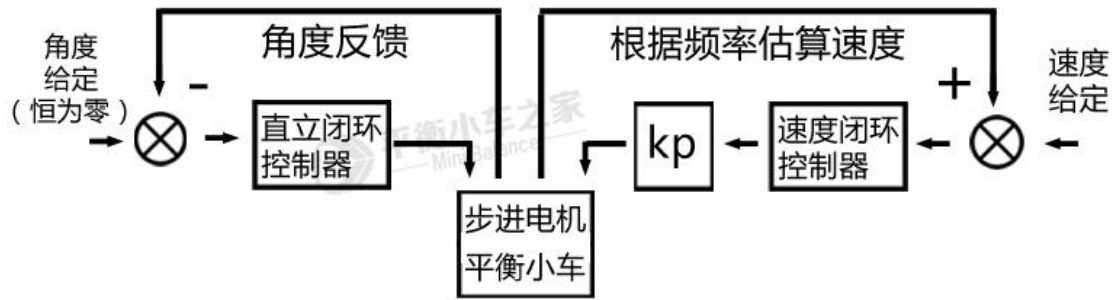 角度反馈
根据频率估算速度
角度
给定
（恒为零）
-
+
速度
给定
直立闭环
控制器
平衡小车之家
MiniBalance
kp
速度闭环
控制器
步进电机
平衡小车